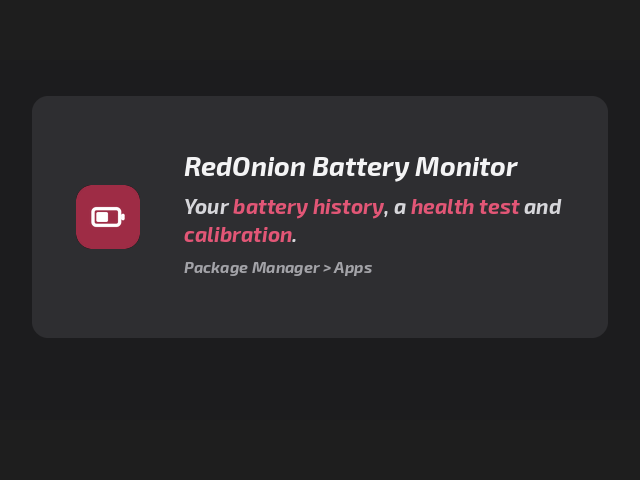 RedOnion Battery Monitor
Your battery history, a health test and
calibration.
Package Manager > Apps